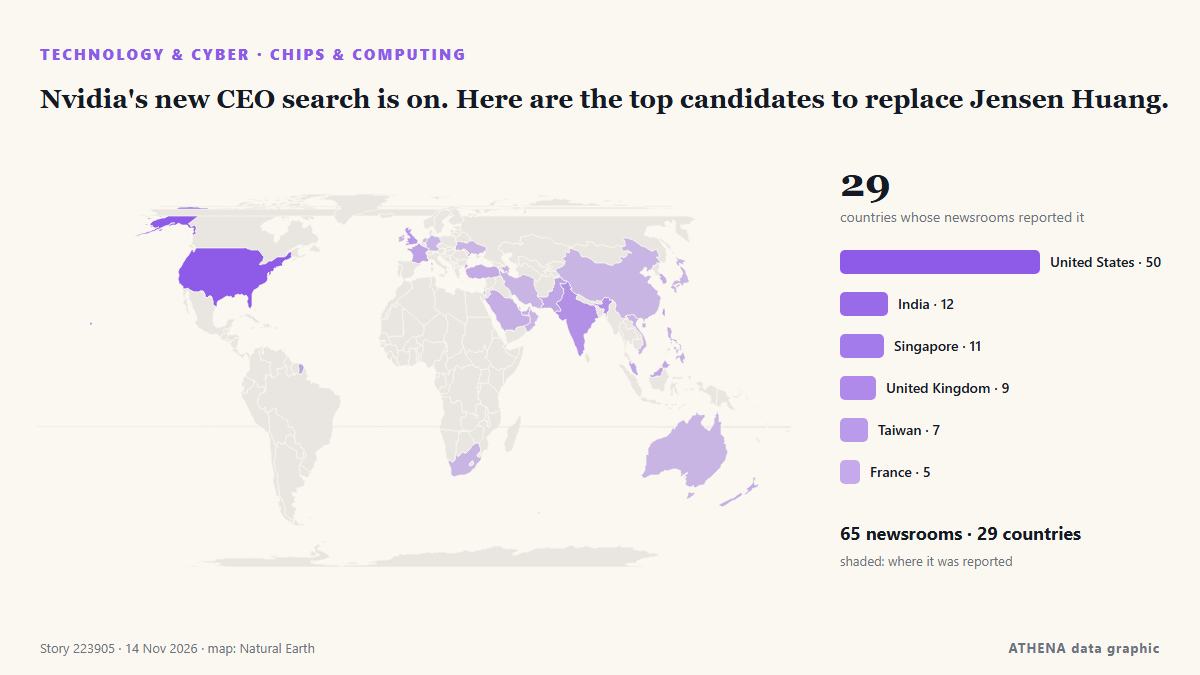 TECHNOLOGY & CYBER · CHIPS & COMPUTING
Nvidia's new CEO search is on. Here are the top candidates to replace Jensen Huang.
29
countries whose newsrooms reported it
United States · 50
India · 12
Singapore · 11
United Kingdom · 9
Taiwan · 7
France · 5
65 newsrooms · 29 countries
shaded: where it was reported
Story 223905 · 14 Nov 2026 · map: Natural Earth
ATHENA data graphic